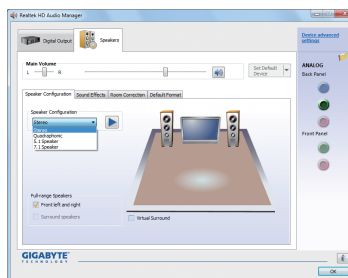 Realtek HD Audio Manager
Digital Output
Speakers
Device advanced settings
Main Volume
L
R
Set Default
Device
ANALOG
Back Panel
Speaker Configuration
Sound Effects
Room Correction
Default Format
Speaker Configuration
Stereo
Stereo
Quadraphonic
5.1 Speaker
7.1 Speaker
Front Panel
Full-range Speakers
Front left and right
Surround speakers
Virtual Surround
GIGABYTE
TECHNOLOGY
OK